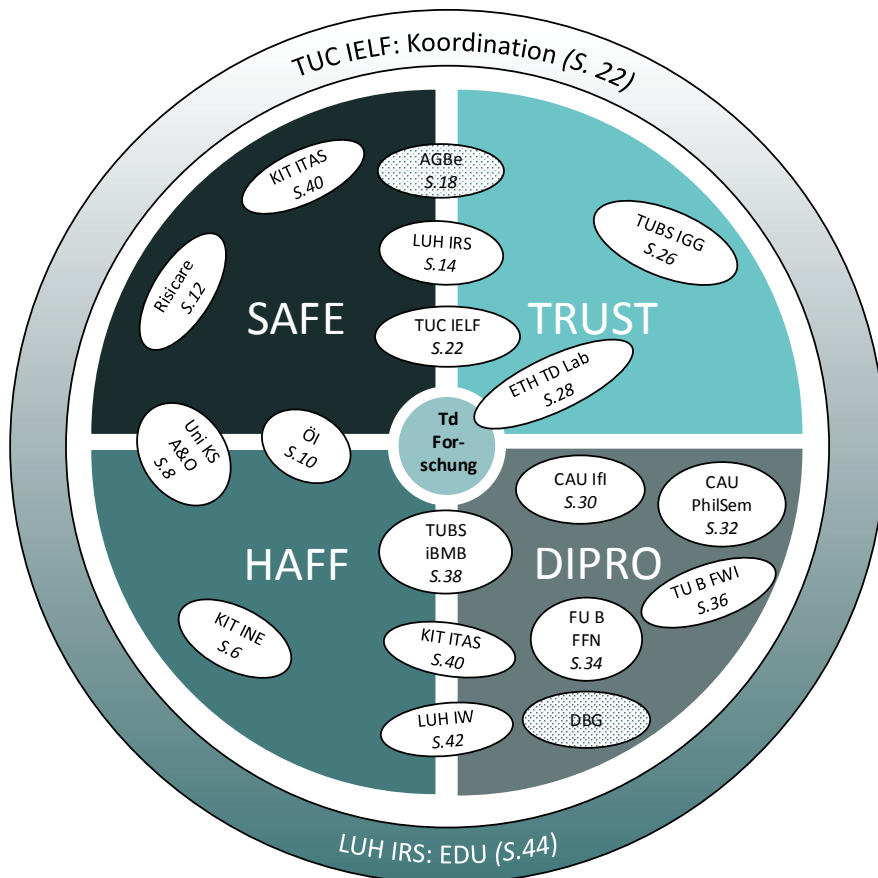 TUC IELF: Koordination (S. 22)
KIT ITAS
S.40
AGBe
S.18
LUH IRS
S.14
TUBS IGG
S.26
Risicare
S.12
SAFE
TRUST
TUC IELF
S.22
ETH TD Lab
S.28
Td
For-
schung
Uni KS
A&O
S.8
Öl
S.10
CAU IfI
S.30
CAU
PhilSem
S.32
HAFF
TUBS
iBMB
S.38
DIPRO
TU B FWI
S.36
KIT INE
S.6
KIT ITAS
S.40
FU B
FFN
S.34
LUH IW
S.42
DBG
LUH IRS: EDU (S.44)